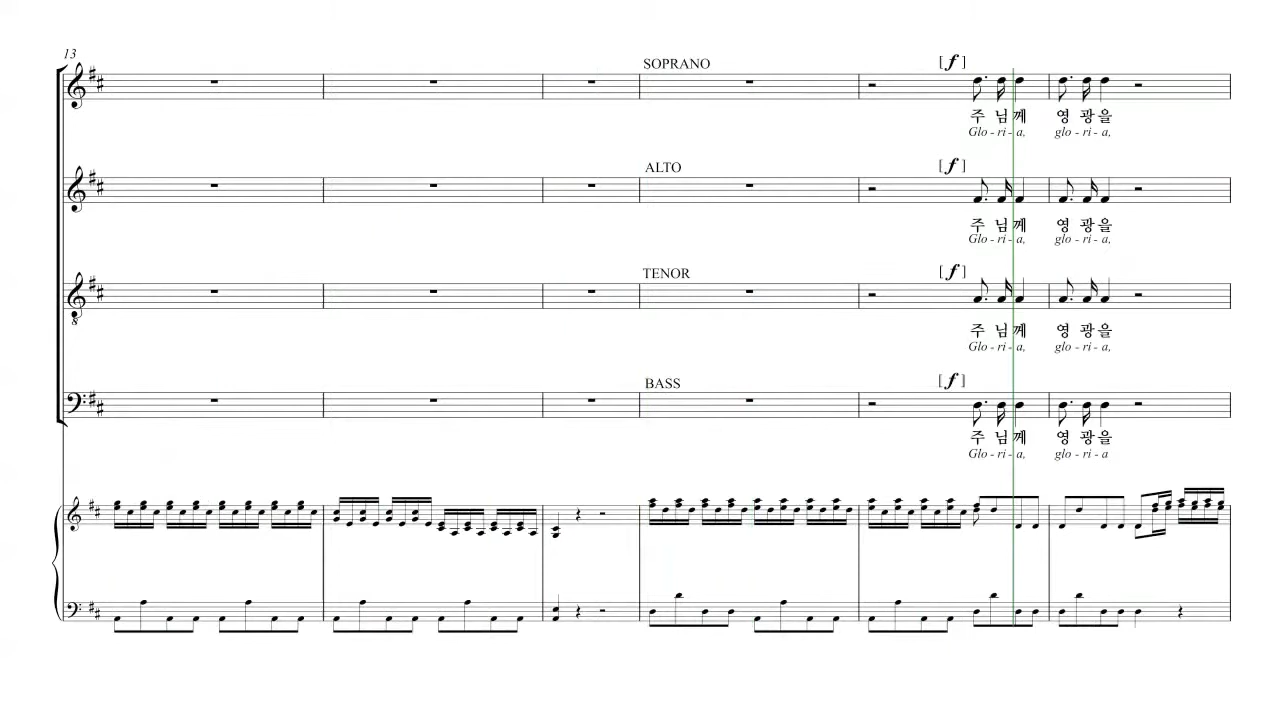 13
SOPRANO
[f]
주 님 께 영 광 을
Glo - ri - a, glo - ri - a,
ALTO
[f]
주 님 께 영 광 을
Glo - ri - a, glo - ri - a,
TENOR
[f]
주 님 께 영 광 을
Glo - ri - a, glo - ri - a,
BASS
[f]
주 님 께 영 광 을
Glo - ri - a, glo - ri - a